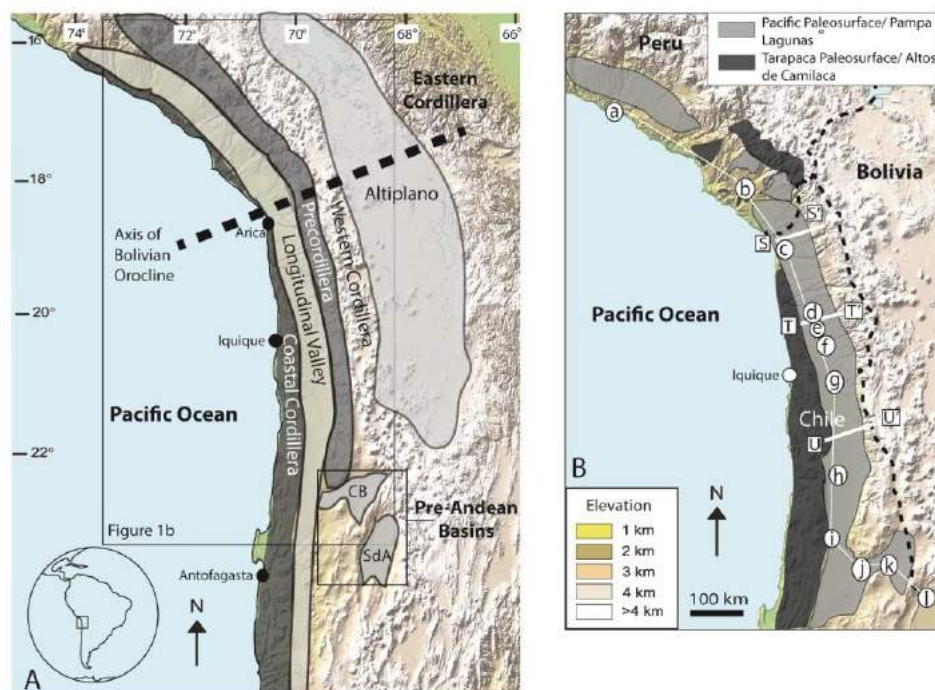 74°
72
70°
68
66°
16°
18°
20°
22°
Eastern
Cordillera
Altiplano
Western Cordillera
Precordillera
Longitudinal Valley
Coastal Cordillera
Axis of
Bolivian
Orocline
Arica
Iquique
Pacific Ocean
CB
Pre-Andean
Basins
SdA
Figure 1b
Antofagasta
N
A
Pacific Paleosurface/ Pampa
Lagunas
Tarapaca Paleosurface/ Altos
de Camilaca
Peru
Bolivia
a
b
S
S'
c
Pacific Ocean
d
T
T'
e
f
Iquique
g
Chile
U
U'
h
i
j
k
l
B
Elevation
1 km
2 km
3 km
4 km
>4 km
N
100 km